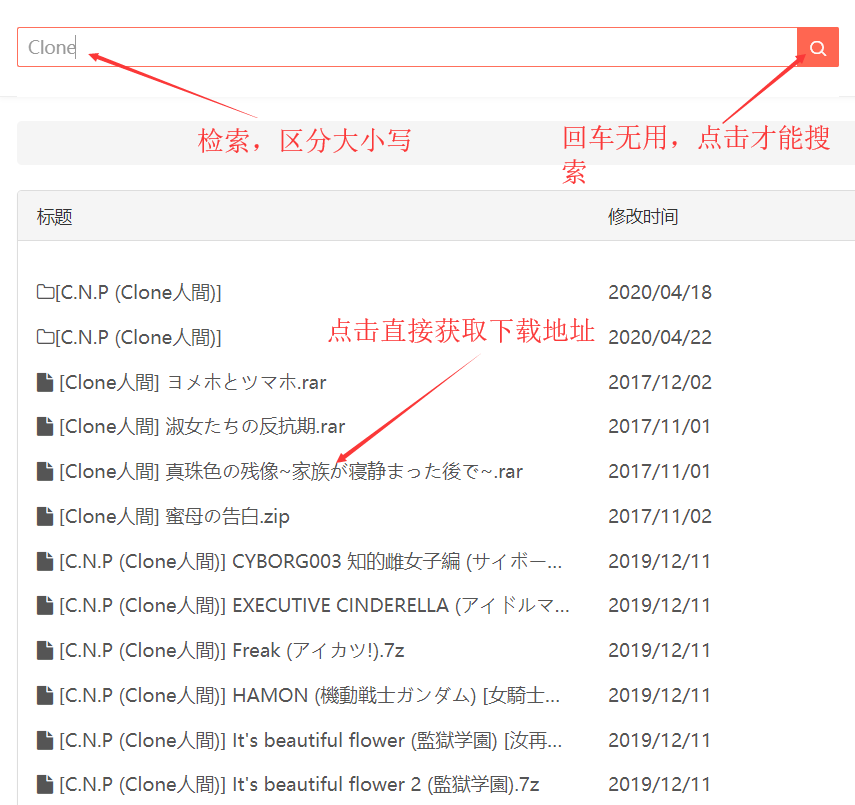 Clone
检索，区分大小写
回车无用，点击才能搜
索
标题 修改时间
[C.N.P (Clone人間)] 2020/04/18
点击直接获取下载地址
[C.N.P (Clone人間)] 2020/04/22
[Clone人間] ヨメホとツマホ.rar 2017/12/02
[Clone人間] 淑女たちの反抗期.rar 2017/11/01
[Clone人間] 真珠色の残像~家族が寝静まった後で~.rar 2017/11/01
[Clone人間] 蜜母の告白.zip 2017/11/02
[C.N.P (Clone人間)] CYBORG003 知的雌女子編 (サイボー... 2019/12/11
[C.N.P (Clone人間)] EXECUTIVE CINDERELLA (アイドルマ... 2019/12/11
[C.N.P (Clone人間)] Freak (アイカツ!).7z 2019/12/11
[C.N.P (Clone人間)] HAMON (機動戦士ガンダム) [女騎士... 2019/12/11
[C.N.P (Clone人間)] It's beautiful flower (監獄学園) [汝再... 2019/12/11
[C.N.P (Clone人間)] It's beautiful flower 2 (監獄学園).7z 2019/12/11